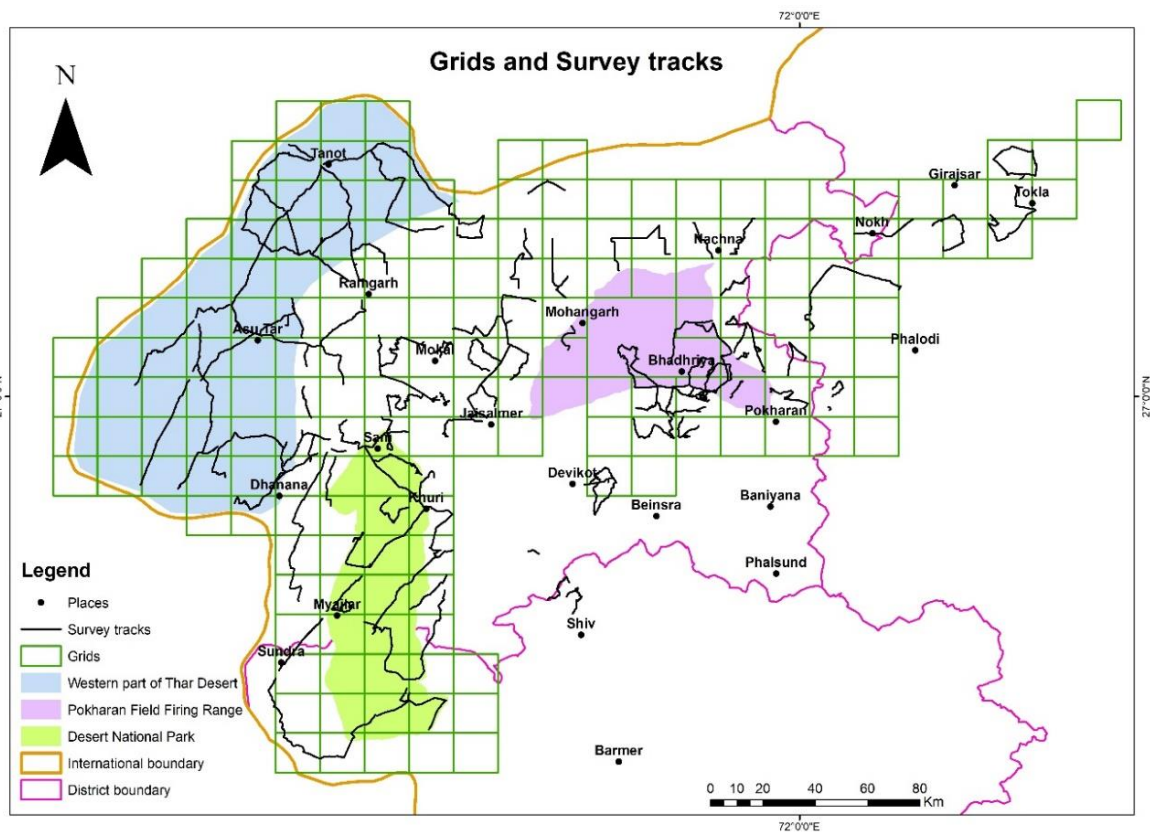 72°0'0"E
Grids and Survey tracks
N
Tanot
Girajsar
Tokla
Nokh
Nachna
Ramgarh
Mohangarh
Asu Tar
Mokal
Bhadhriya
Phalodi
27°0'0"N
Jaisalmer
Pokharan
Sam
Dhanana
Khuri
Devikot
Beinsra
Baniyana
Phalsund
Myajlar
Shiv
Sundra
Barmer
Legend
Places
Survey tracks
Grids
Western part of Thar Desert
Pokharan Field Firing Range
Desert National Park
International boundary
District boundary
0 5 10 20 40 60 80
Km
72°0'0"E